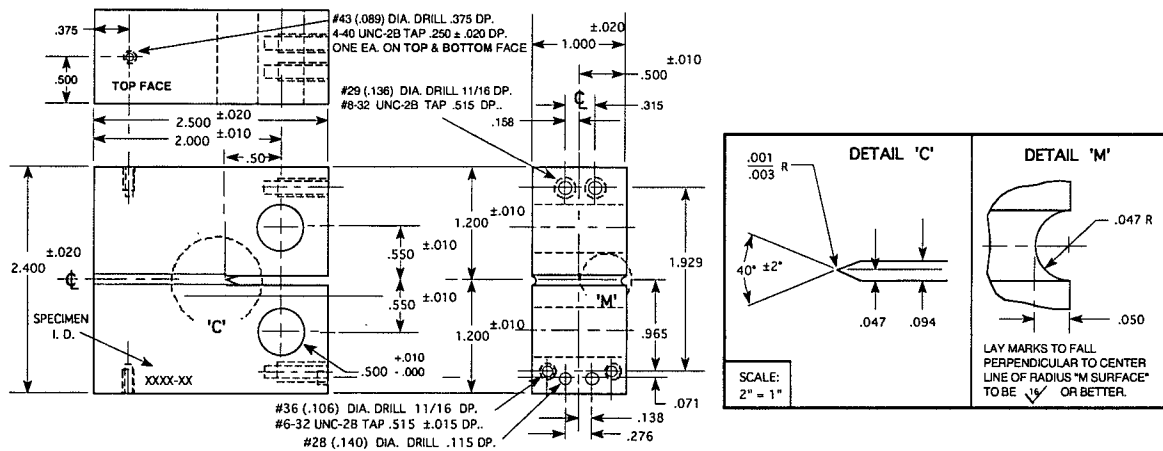 #43 (.089) DIA. DRILL .375 DP.
4-40 UNC-2B TAP .250 ± .020 DP.
ONE EA. ON TOP & BOTTOM FACE
.375
.500
TOP FACE
±.020
2.500
±.010
2.000
.50
±.020
1.000
±.010
.500
#29 (.136) DIA. DRILL 11/16 DP.
#8-32 UNC-2B TAP .515 DP..
℄
.315
.158
±.020
2.400
℄
'C'
SPECIMEN
I. D.
XXXX-XX
±.010
.550
±.010
.550
+.010
.500 -.000
±.010
1.200
±.010
1.200
'M'
1.929
.965
.071
.138
.276
#36 (.106) DIA. DRILL 11/16 DP.
#6-32 UNC-2B TAP .515 ±.015 DP..
#28 (.140) DIA. DRILL .115 DP.
DETAIL 'C'
.001
.003 R
40° ±2°
.047
.094
SCALE:
2" = 1"
DETAIL 'M'
.047 R
.050
LAY MARKS TO FALL
PERPENDICULAR TO CENTER
LINE OF RADIUS "M SURFACE"
TO BE 16 OR BETTER.